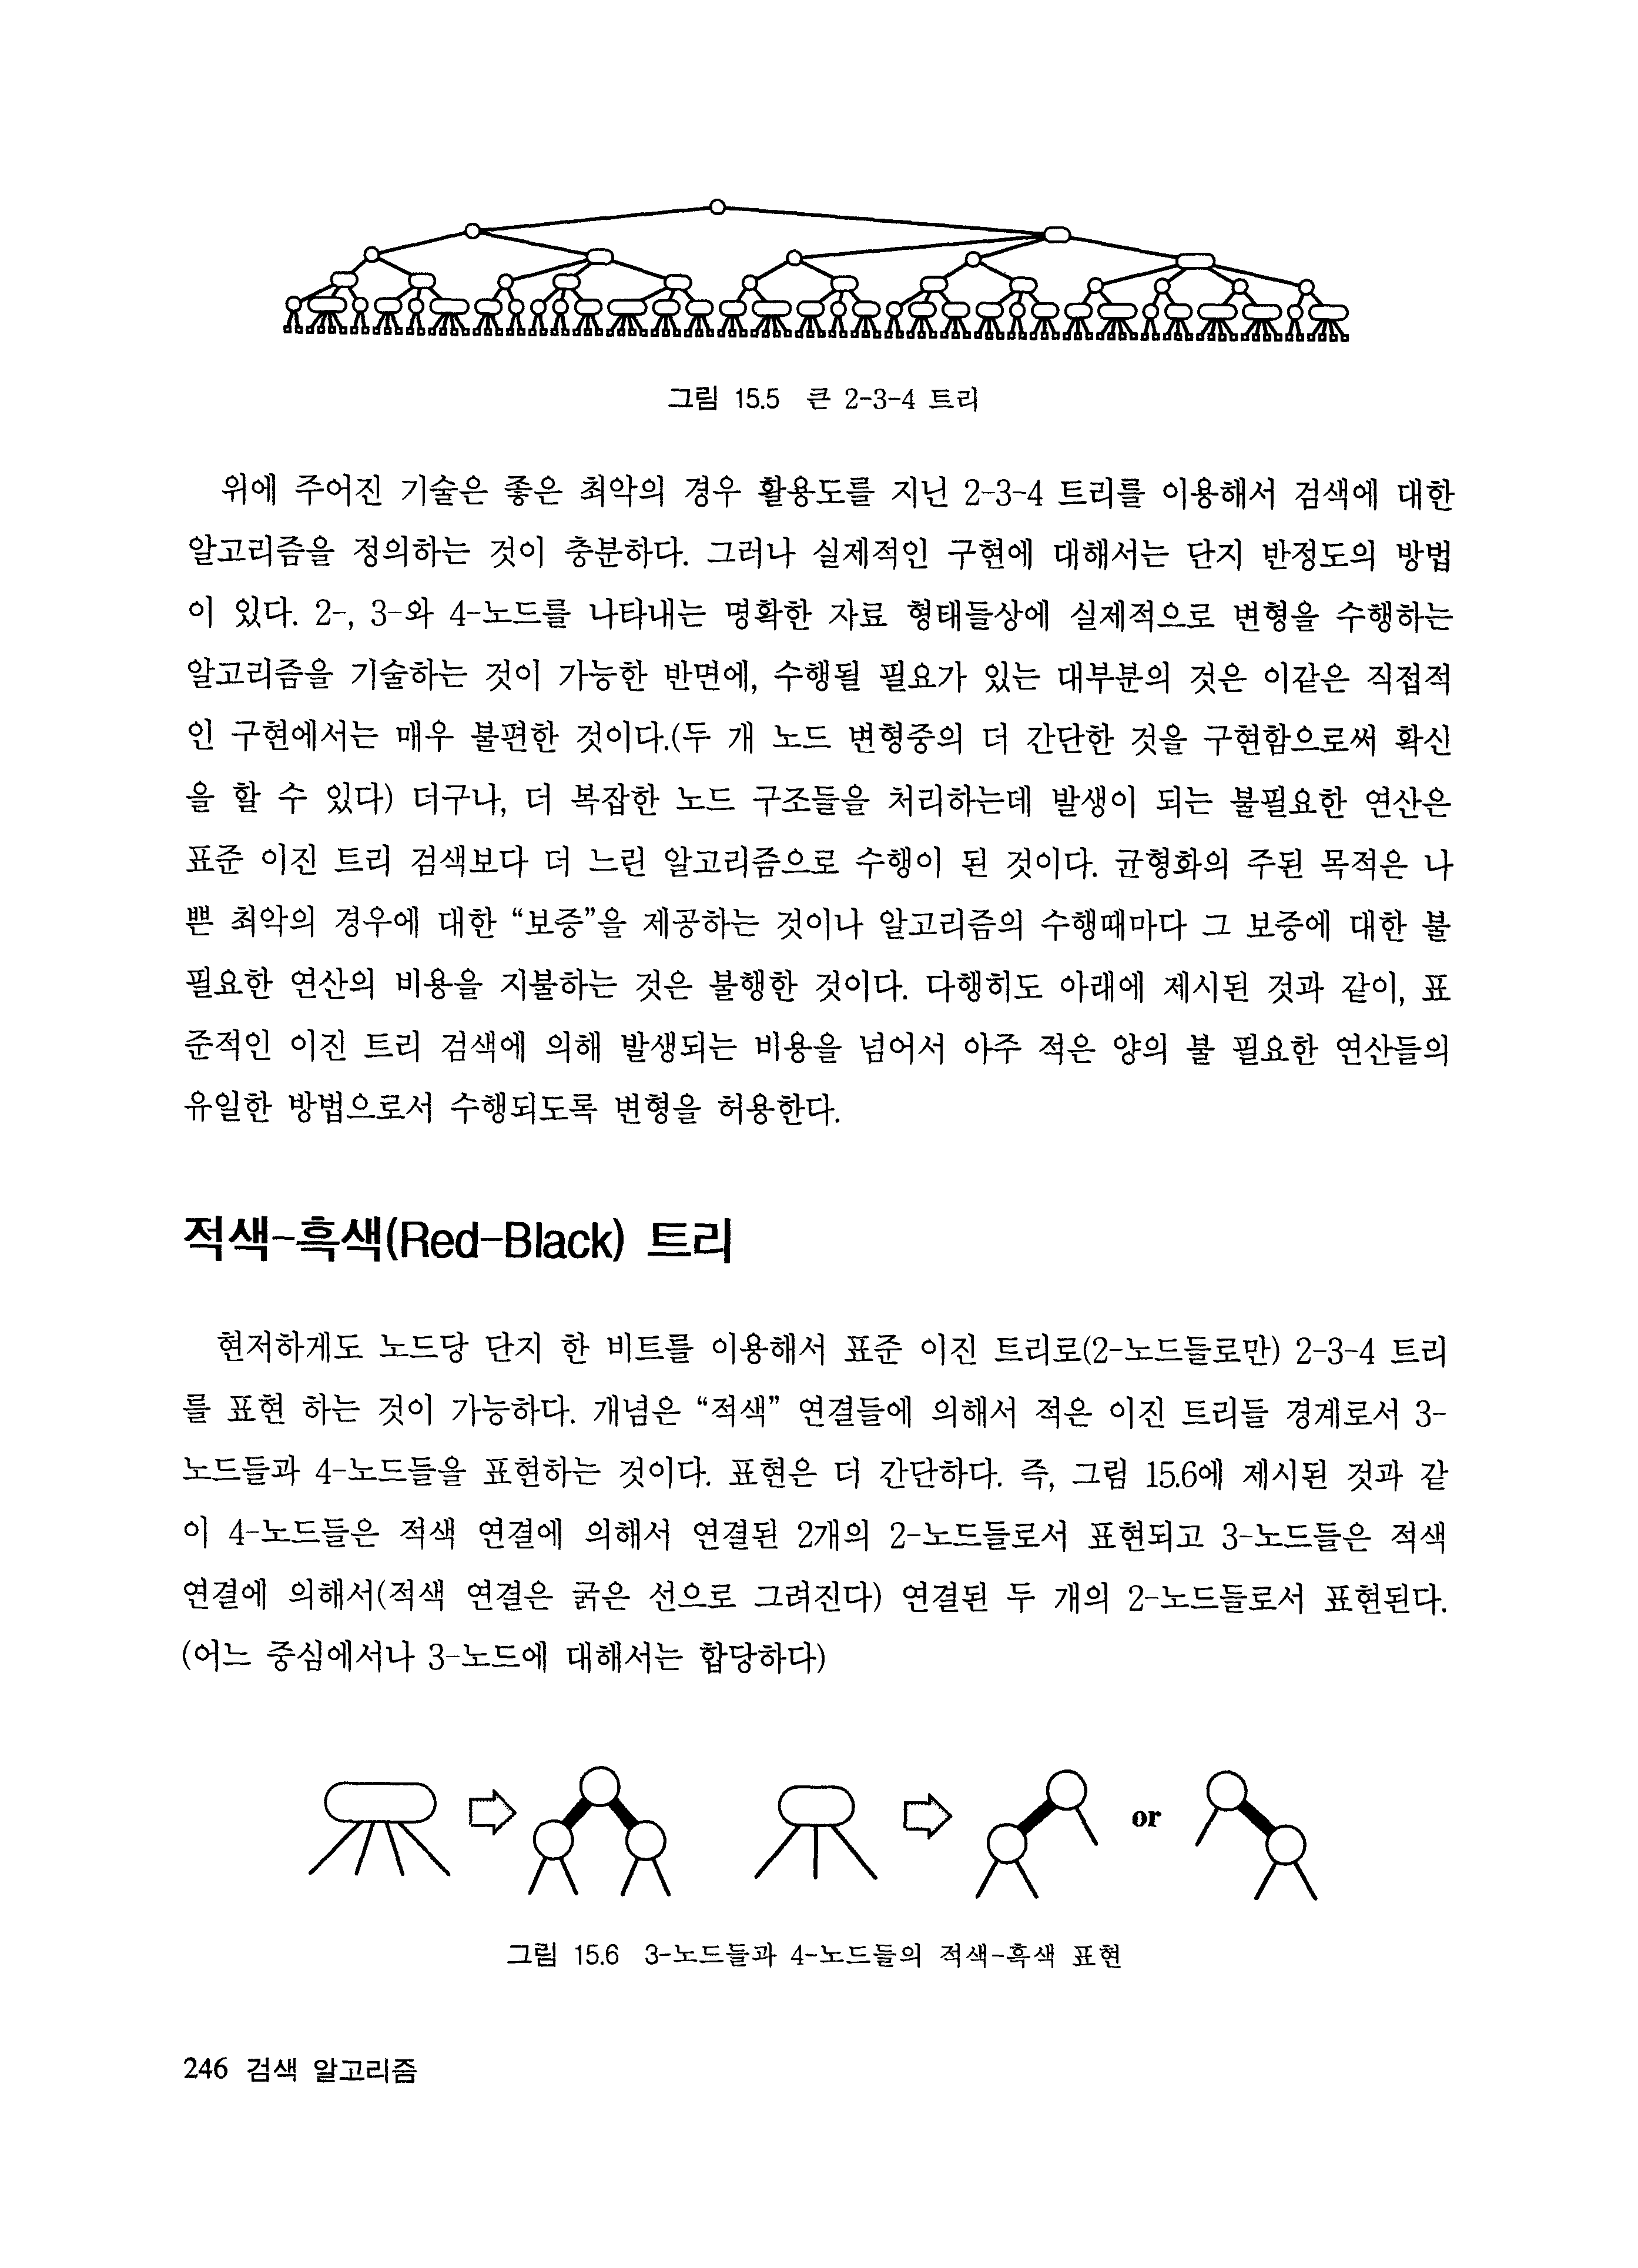 그림 15.5 큰 2-3-4 트리
위에 주어진 기술은 좋은 최악의 경우 활용도를 지닌 2-3-4 트리를 이용해서 검색에 대한
알고리즘을 정의하는 것이 충분하다. 그러나 실제적인 구현에 대해서는 단지 반정도의 방법
이 있다. 2-, 3-와 4-노드를 나타내는 명확한 자료 형태들상에 실제적으로 변형을 수행하는
알고리즘을 기술하는 것이 가능한 반면에, 수행될 필요가 있는 대부분의 것은 이같은 직접적
인 구현에서는 매우 불편한 것이다.(두 개 노드 변형중의 더 간단한 것을 구현함으로써 확신
을 할 수 있다) 더구나, 더 복잡한 노드 구조들을 처리하는데 발생이 되는 불필요한 연산은
표준 이진 트리 검색보다 더 느린 알고리즘으로 수행이 된 것이다. 균형화의 주된 목적은 나
쁜 최악의 경우에 대한 “보증”을 제공하는 것이나 알고리즘의 수행때마다 그 보증에 대한 불
필요한 연산의 비용을 지불하는 것은 불행한 것이다. 다행히도 아래에 제시된 것과 같이, 표
준적인 이진 트리 검색에 의해 발생되는 비용을 넘어서 아주 적은 양의 불 필요한 연산들의
유일한 방법으로서 수행되도록 변형을 허용한다.
적색-흑색(Red-Black) 트리
현저하게도 노드당 단지 한 비트를 이용해서 표준 이진 트리로(2-노드들로만) 2-3-4 트리
를 표현 하는 것이 가능하다. 개념은 “적색” 연결들에 의해서 적은 이진 트리들 경계로서 3-
노드들과 4-노드들을 표현하는 것이다. 표현은 더 간단하다. 즉, 그림 15.6에 제시된 것과 같
이 4-노드들은 적색 연결에 의해서 연결된 2개의 2-노드들로서 표현되고 3-노드들은 적색
연결에 의해서(적색 연결은 굵은 선으로 그려진다) 연결된 두 개의 2-노드들로서 표현된다.
(어느 중심에서나 3-노드에 대해서는 합당하다)
or
그림 15.6 3-노드들과 4-노드들의 적색-흑색 표현
246 검색 알고리즘